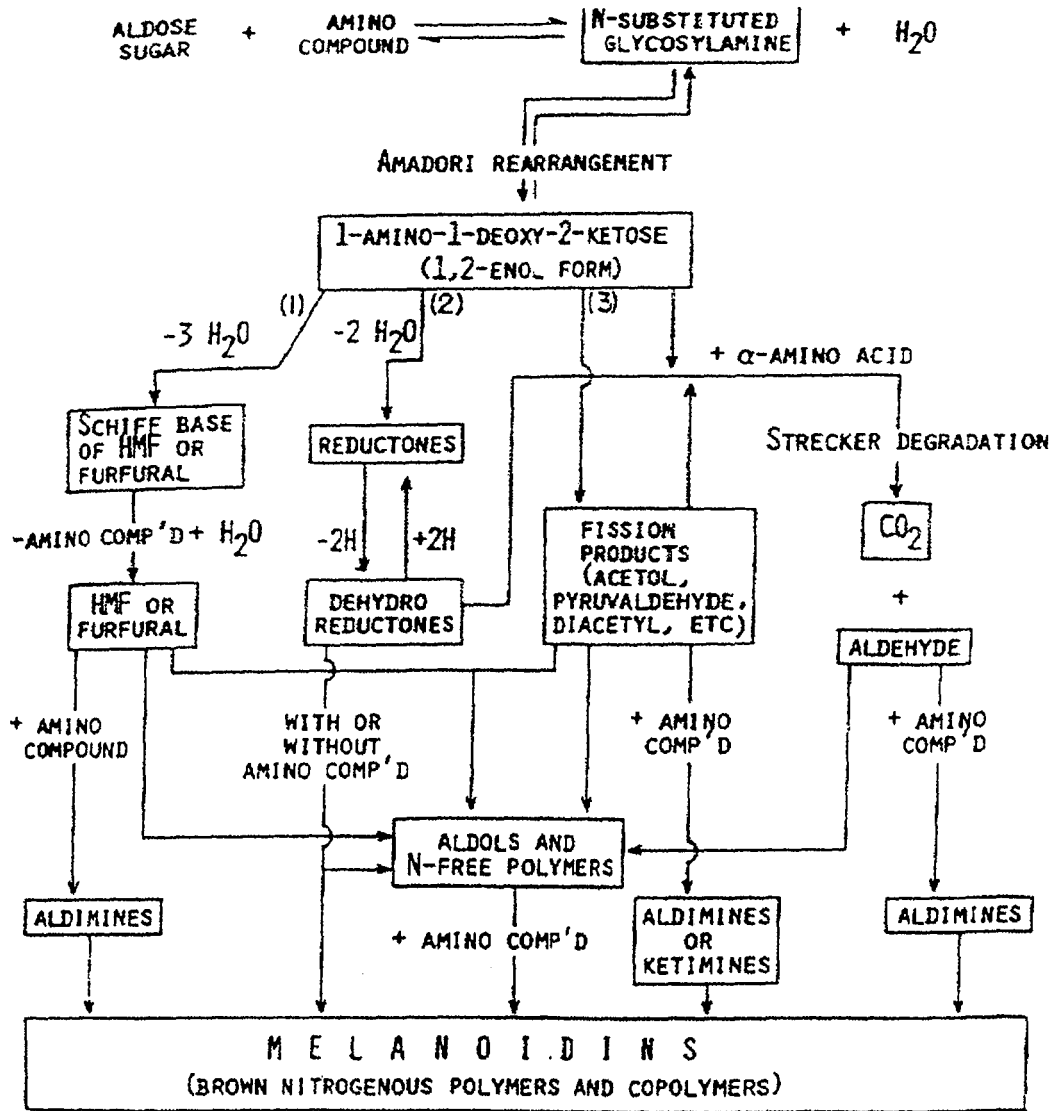 ALDOSE SUGAR + AMINO COMPOUND N-SUBSTITUTED GLYCOSYLAMINE + H2O
AMADORI REARRANGEMENT
1-AMINO-1-DEOXY-2-KETOSE
(1,2-ENOL FORM)
(1)
(2)
(3)
-3 H2O
-2 H2O
+ α-AMINO ACID
SCHIFF BASE
OF HMF OR
FURFURAL
REDUCTONES
STRECKER DEGRADATION
-AMINO COMP'D + H2O
-2H
+2H
FISSION
PRODUCTS
(ACETOL,
PYRUVALDEHYDE,
DIACETYL, ETC)
CO2
+
ALDEHYDE
HMF OR
FURFURAL
DEHYDRO
REDUCTONES
+ AMINO
COMPOUND
WITH OR
WITHOUT
AMINO COMP'D
+ AMINO
COMP'D
+ AMINO
COMP'D
ALDOLS AND
N-FREE POLYMERS
ALDIMINES
+ AMINO COMP'D
ALDIMINES
OR
KETIMINES
ALDIMINES
MELANOIDINS
(BROWN NITROGENOUS POLYMERS AND COPOLYMERS)